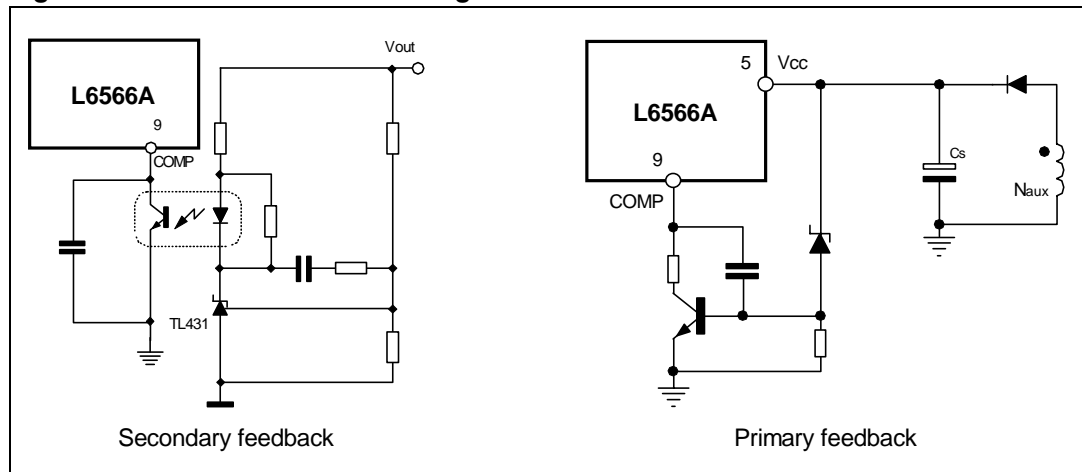 Vout
L6566A
9
COMP
TL431
Secondary feedback
5
Vcc
L6566A
9
COMP
Cs
Naux
Primary feedback